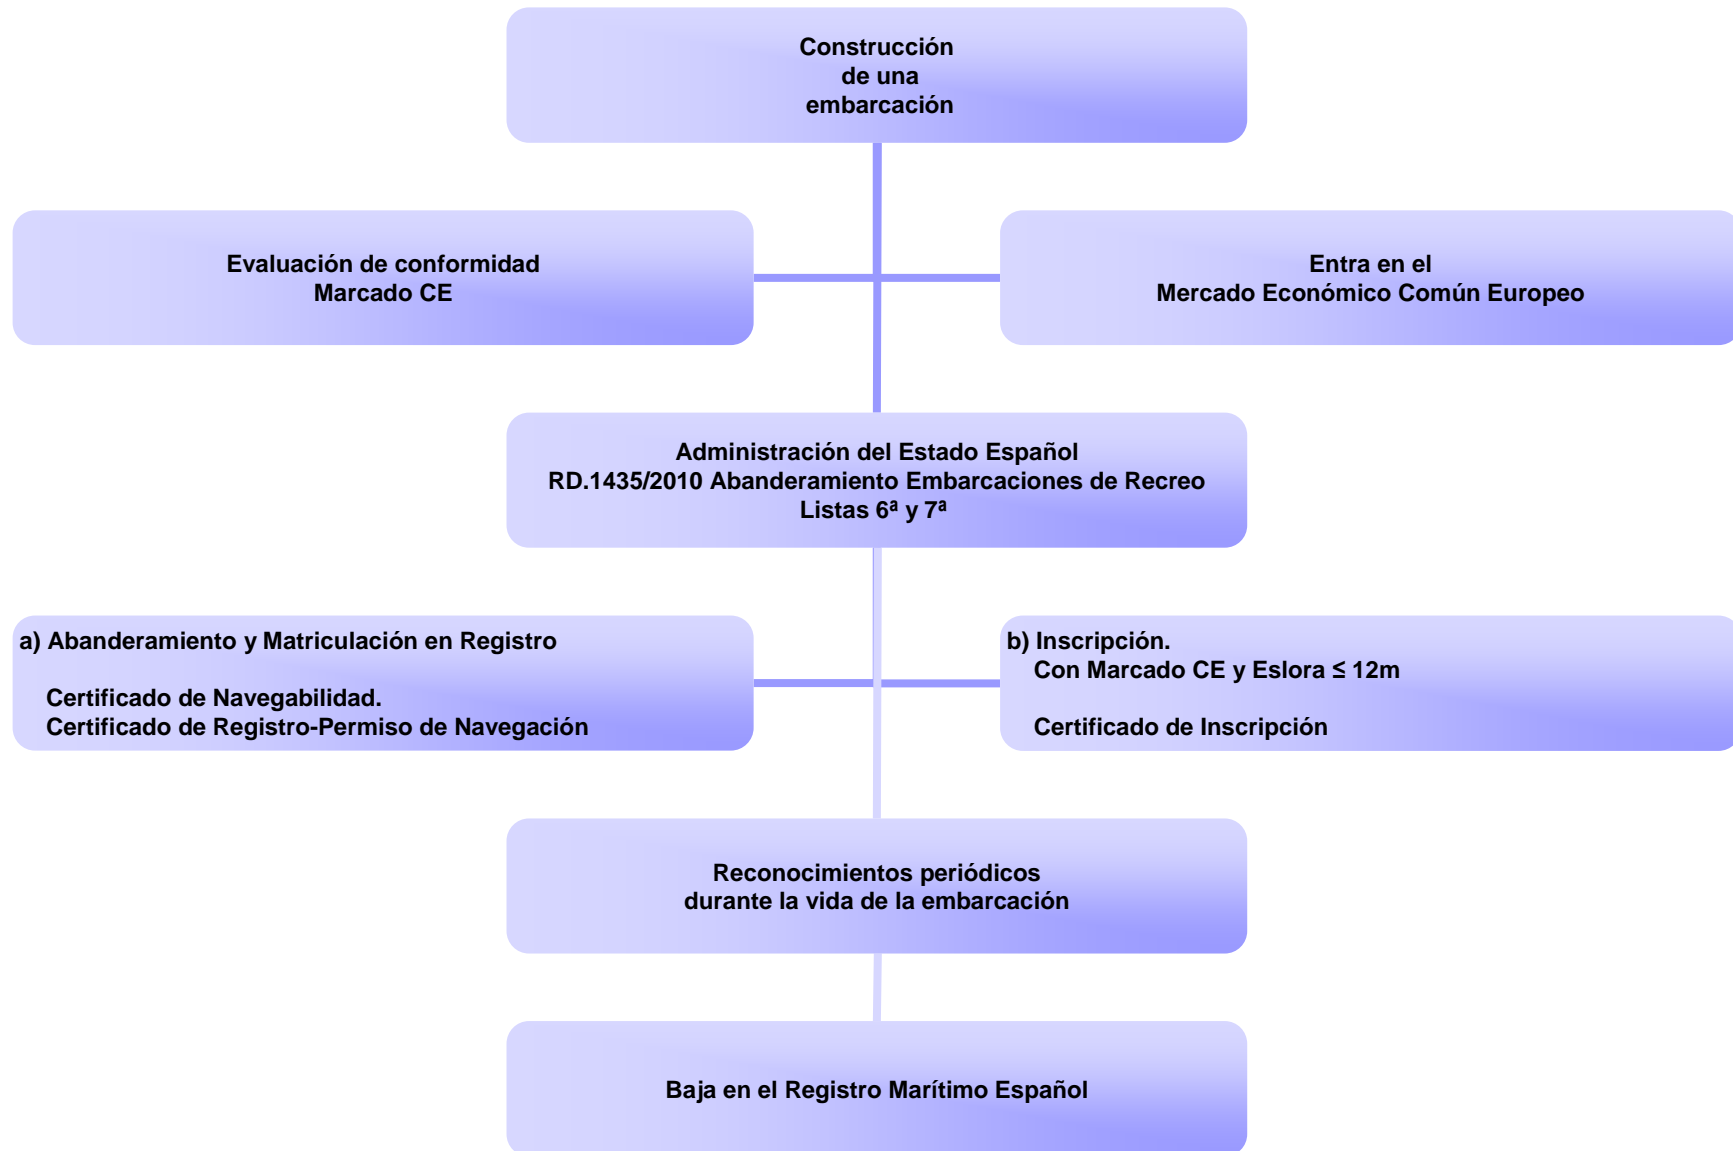 Construcción
de una
embarcación
Evaluación de conformidad
Marcado CE
Entra en el
Mercado Económico Común Europeo
Administración del Estado Español
RD.1435/2010 Abanderamiento Embarcaciones de Recreo
Listas 6ª y 7ª
a) Abanderamiento y Matriculación en Registro
Certificado de Navegabilidad.
Certificado de Registro-Permiso de Navegación
b) Inscripción.
Con Marcado CE y Eslora ≤ 12m
Certificado de Inscripción
Reconocimientos periódicos
durante la vida de la embarcación
Baja en el Registro Marítimo Español